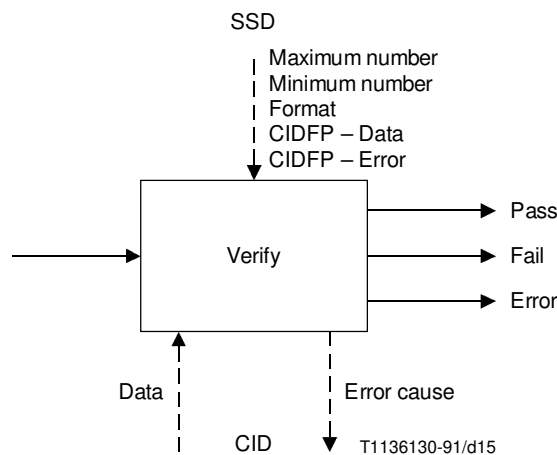 SSD
Maximum number
Minimum number
Format
CIDFP – Data
CIDFP – Error
Pass
Verify
Fail
Error
Data
Error cause
CID
T1136130-91/d15